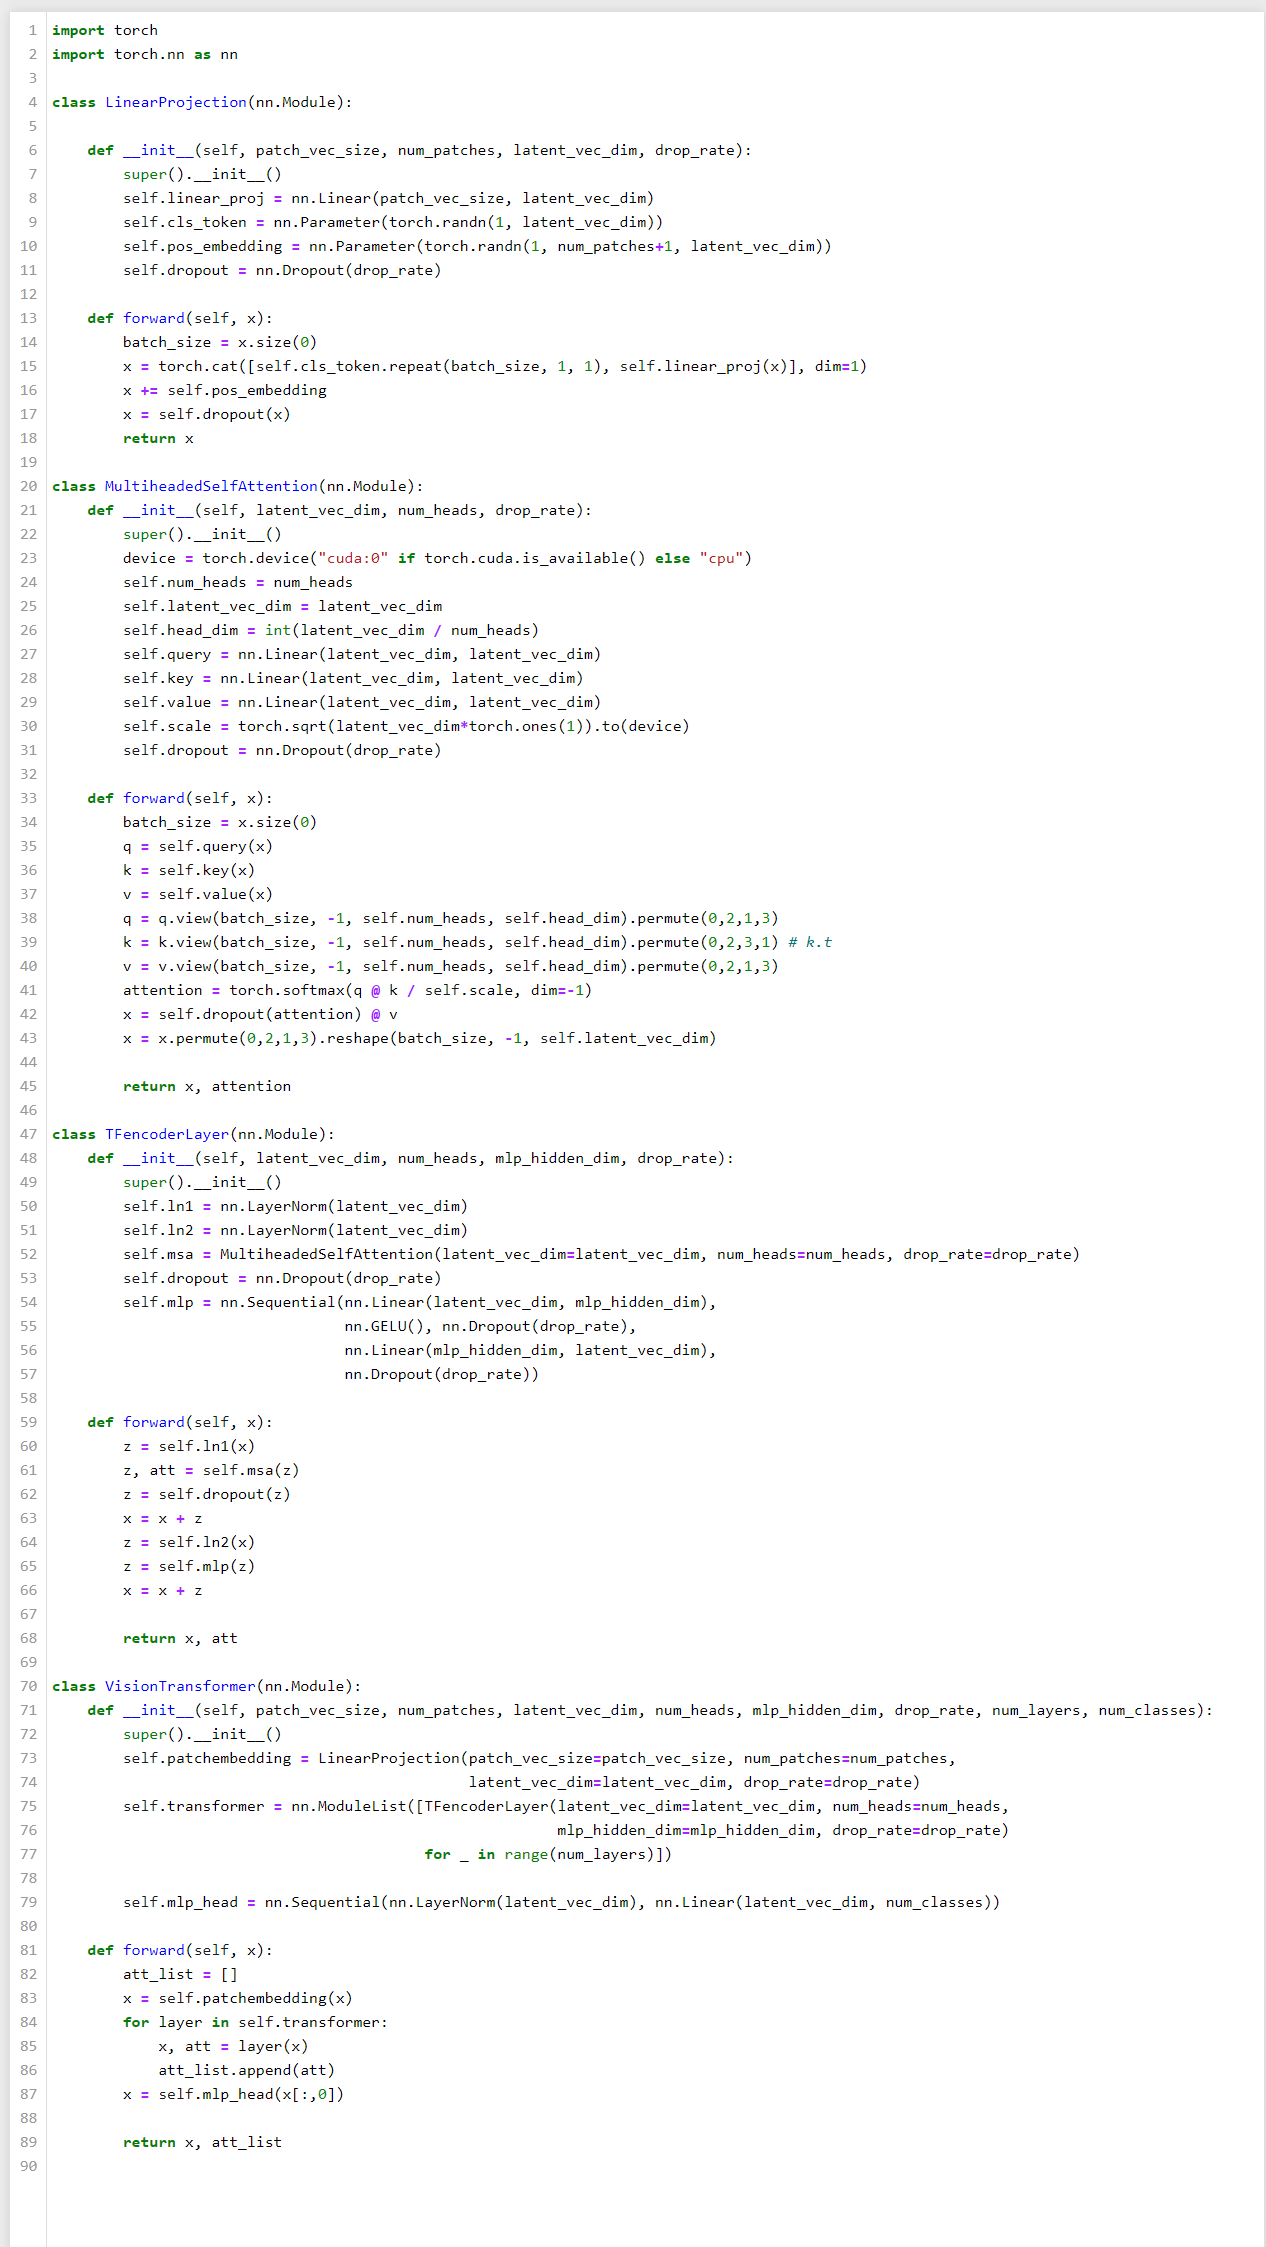 1 import torch
2 import torch.nn as nn
3
4 class LinearProjection(nn.Module):
5
6     def __init__(self, patch_vec_size, num_patches, latent_vec_dim, drop_rate):
7         super().__init__()
8         self.linear_proj = nn.Linear(patch_vec_size, latent_vec_dim)
9         self.cls_token = nn.Parameter(torch.randn(1, latent_vec_dim))
10         self.pos_embedding = nn.Parameter(torch.randn(1, num_patches+1, latent_vec_dim))
11         self.dropout = nn.Dropout(drop_rate)
12
13     def forward(self, x):
14         batch_size = x.size(0)
15         x = torch.cat([self.cls_token.repeat(batch_size, 1, 1), self.linear_proj(x)], dim=1)
16         x += self.pos_embedding
17         x = self.dropout(x)
18         return x
19
20 class MultiheadedSelfAttention(nn.Module):
21     def __init__(self, latent_vec_dim, num_heads, drop_rate):
22         super().__init__()
23         device = torch.device("cuda:0" if torch.cuda.is_available() else "cpu")
24         self.num_heads = num_heads
25         self.latent_vec_dim = latent_vec_dim
26         self.head_dim = int(latent_vec_dim / num_heads)
27         self.query = nn.Linear(latent_vec_dim, latent_vec_dim)
28         self.key = nn.Linear(latent_vec_dim, latent_vec_dim)
29         self.value = nn.Linear(latent_vec_dim, latent_vec_dim)
30         self.scale = torch.sqrt(latent_vec_dim*torch.ones(1)).to(device)
31         self.dropout = nn.Dropout(drop_rate)
32
33     def forward(self, x):
34         batch_size = x.size(0)
35         q = self.query(x)
36         k = self.key(x)
37         v = self.value(x)
38         q = q.view(batch_size, -1, self.num_heads, self.head_dim).permute(0,2,1,3)
39         k = k.view(batch_size, -1, self.num_heads, self.head_dim).permute(0,2,3,1) # k.t
40         v = v.view(batch_size, -1, self.num_heads, self.head_dim).permute(0,2,1,3)
41         attention = torch.softmax(q @ k / self.scale, dim=-1)
42         x = self.dropout(attention) @ v
43         x = x.permute(0,2,1,3).reshape(batch_size, -1, self.latent_vec_dim)
44
45         return x, attention
46
47 class TFencoderLayer(nn.Module):
48     def __init__(self, latent_vec_dim, num_heads, mlp_hidden_dim, drop_rate):
49         super().__init__()
50         self.ln1 = nn.LayerNorm(latent_vec_dim)
51         self.ln2 = nn.LayerNorm(latent_vec_dim)
52         self.msa = MultiheadedSelfAttention(latent_vec_dim=latent_vec_dim, num_heads=num_heads, drop_rate=drop_rate)
53         self.dropout = nn.Dropout(drop_rate)
54         self.mlp = nn.Sequential(nn.Linear(latent_vec_dim, mlp_hidden_dim),
55                                  nn.GELU(), nn.Dropout(drop_rate),
56                                  nn.Linear(mlp_hidden_dim, latent_vec_dim),
57                                  nn.Dropout(drop_rate))
58
59     def forward(self, x):
60         z = self.ln1(x)
61         z, att = self.msa(z)
62         z = self.dropout(z)
63         x = x + z
64         z = self.ln2(x)
65         z = self.mlp(z)
66         x = x + z
67
68         return x, att
69
70 class VisionTransformer(nn.Module):
71     def __init__(self, patch_vec_size, num_patches, latent_vec_dim, num_heads, mlp_hidden_dim, drop_rate, num_layers, num_classes):
72         super().__init__()
73         self.patchembedding = LinearProjection(patch_vec_size=patch_vec_size, num_patches=num_patches,
74                                                latent_vec_dim=latent_vec_dim, drop_rate=drop_rate)
75         self.transformer = nn.ModuleList([TFencoderLayer(latent_vec_dim=latent_vec_dim, num_heads=num_heads,
76                                                          mlp_hidden_dim=mlp_hidden_dim, drop_rate=drop_rate)
77                                           for _ in range(num_layers)])
78
79         self.mlp_head = nn.Sequential(nn.LayerNorm(latent_vec_dim), nn.Linear(latent_vec_dim, num_classes))
80
81     def forward(self, x):
82         att_list = []
83         x = self.patchembedding(x)
84         for layer in self.transformer:
85             x, att = layer(x)
86             att_list.append(att)
87         x = self.mlp_head(x[:,0])
88
89         return x, att_list
90